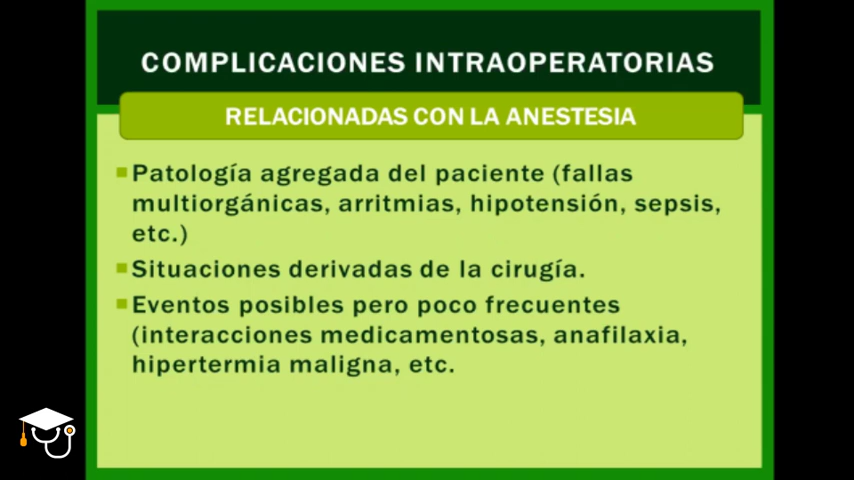 COMPLICACIONES INTRAOPERATORIAS
RELACIONADAS CON LA ANESTESIA
Patología agregada del paciente (fallas
multiorgánicas, arritmias, hipotensión, sepsis,
etc.)
Situaciones derivadas de la cirugía.
Eventos posibles pero poco frecuentes
(interacciones medicamentosas, anafilaxia,
hipertermia maligna, etc.